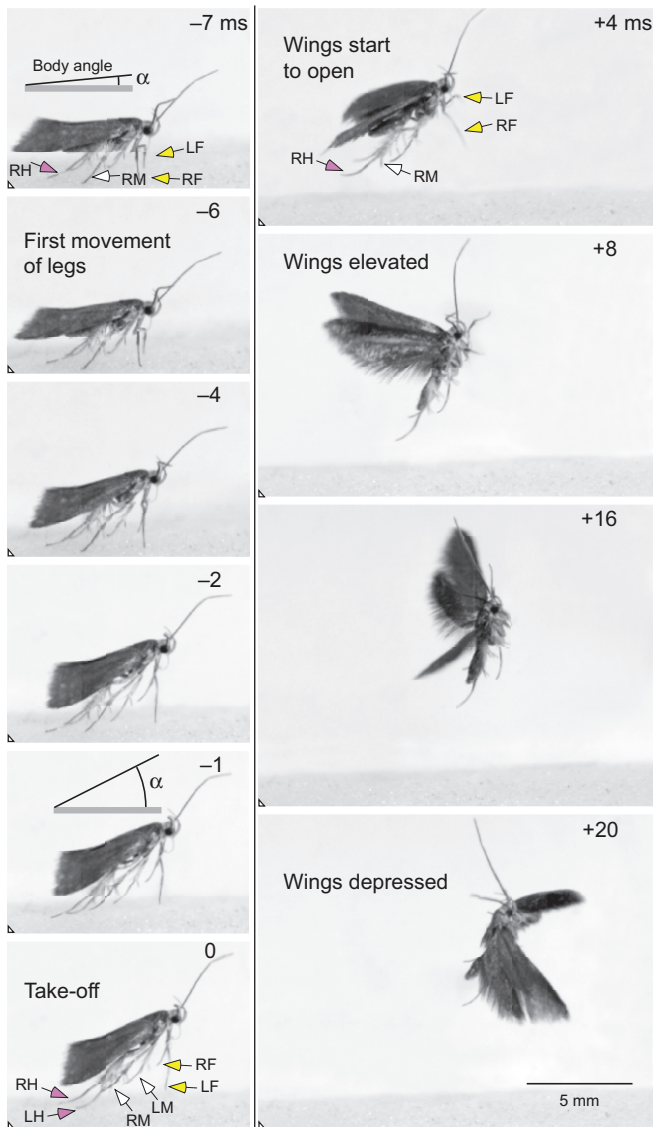 –7 ms
Body angle
α
LF
RH
RM
RF
–6
First movement
of legs
–4
–2
–1
α
0
Take-off
RF
RH
LF
LM
LH
RM
+4 ms
Wings start
to open
LF
RF
RH
RM
+8
Wings elevated
+16
+20
Wings depressed
5 mm